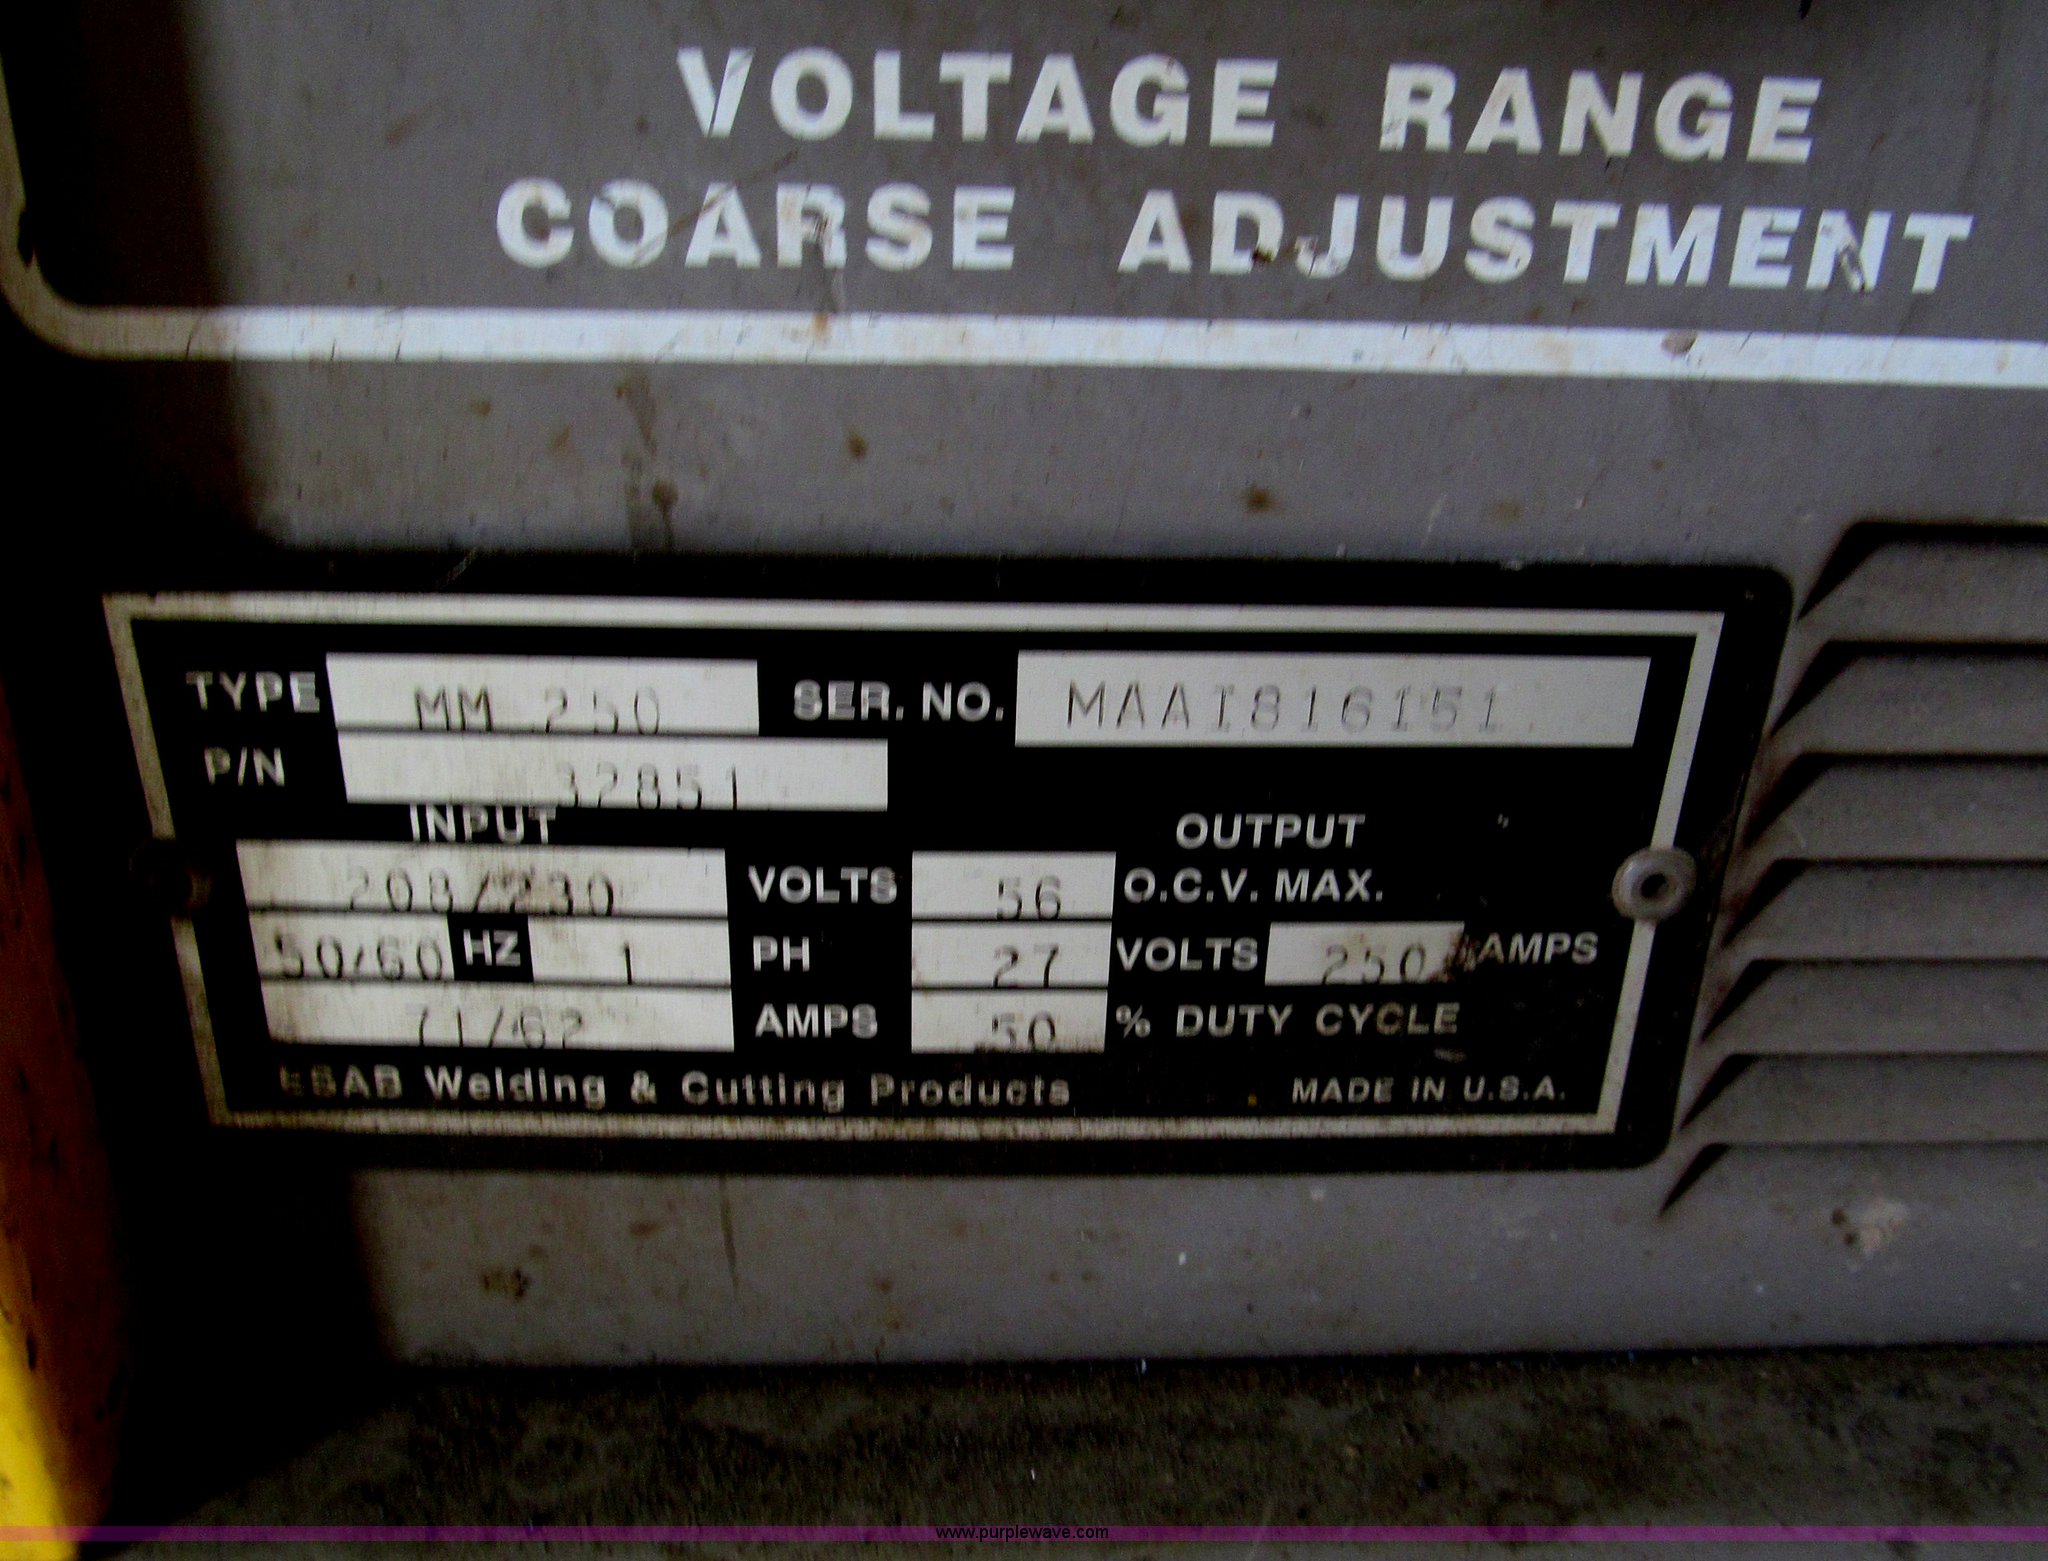 VOLTAGE RANGE
COARSE ADJUSTMENT
TYPE MM 250 SER. NO. MAAI816151
P/N 32851
INPUT OUTPUT
208/230 VOLTS 56 O.C.V. MAX.
50/60 HZ 1 PH 27 VOLTS 250 AMPS
71/62 AMPS 50 % DUTY CYCLE
ESAB Welding & Cutting Products MADE IN U.S.A.
www.purplewave.com